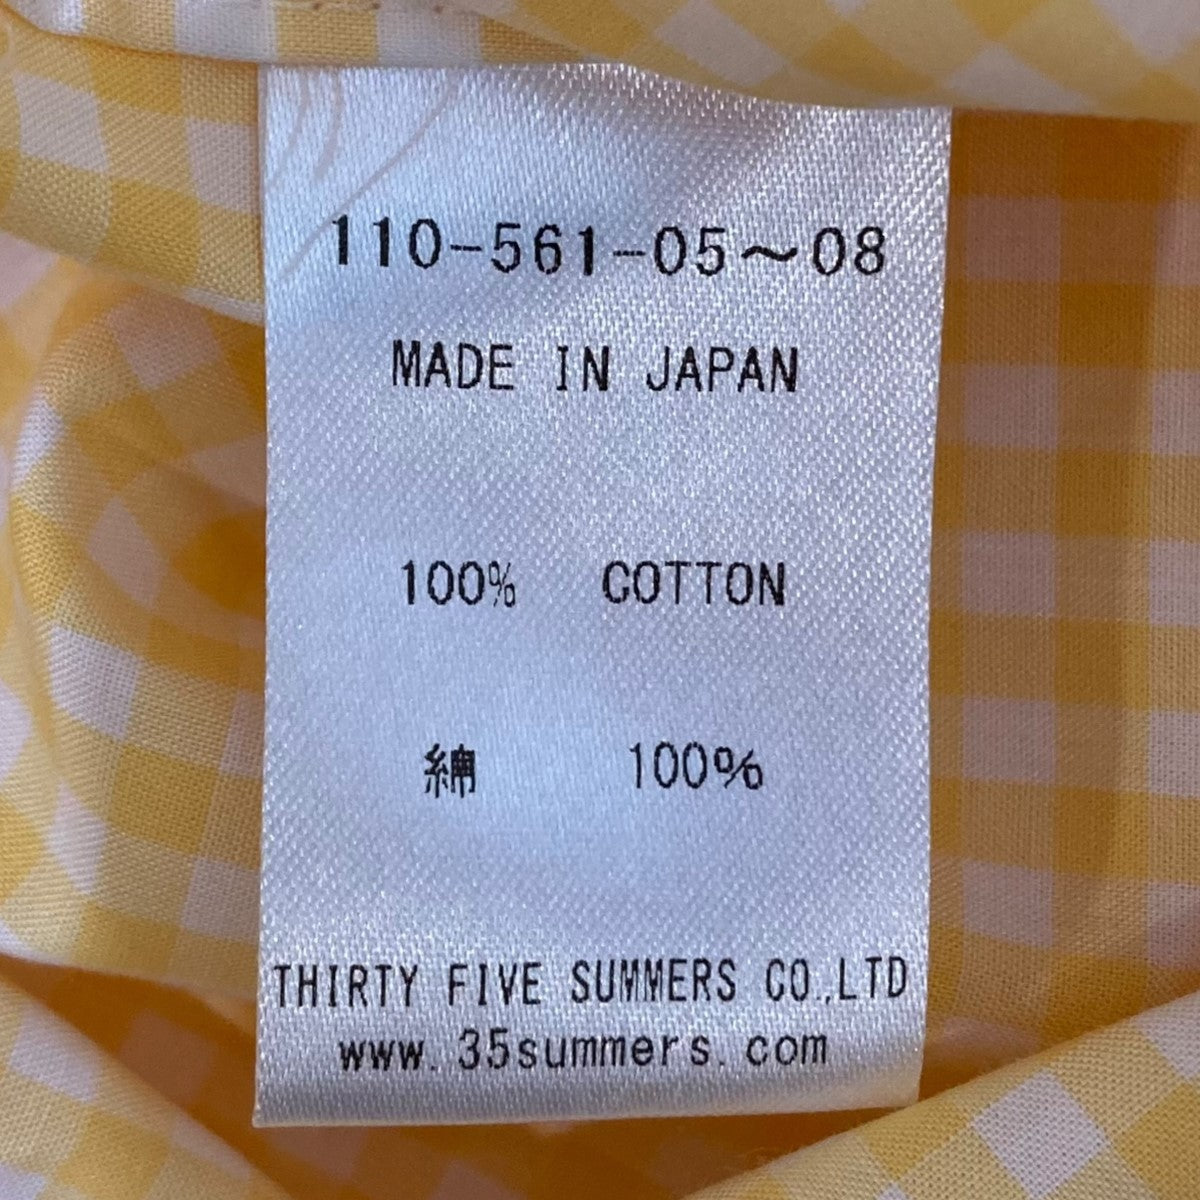 110-561-05～08
MADE IN JAPAN
100% COTTON
綿 100%
THIRTY FIVE SUMMERS CO.,LTD
www.35summers.com